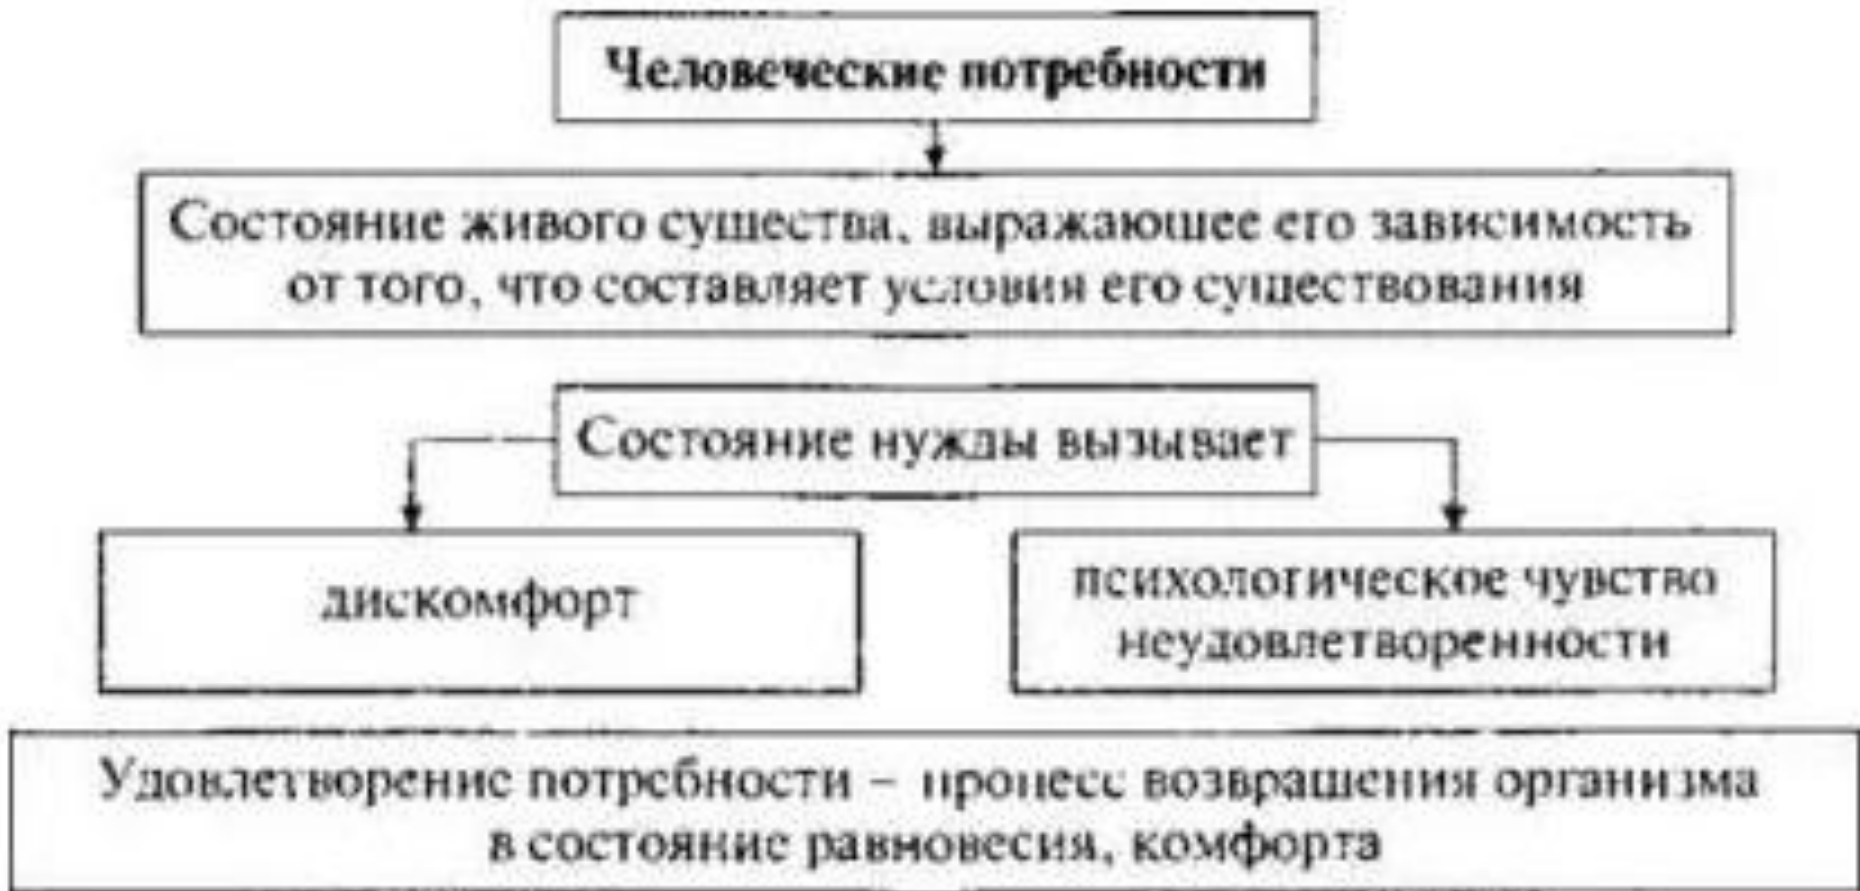 Человеческие потребности
Состояние живого существа, выражающее его зависимость
от того, что составляет условия его существования
Состояние нужды вызывает
дискомфорт
психологическое чувство
неудовлетворенности
Удовлетворение потребности – процесс возвращения организма
в состояние равновесия, комфорта